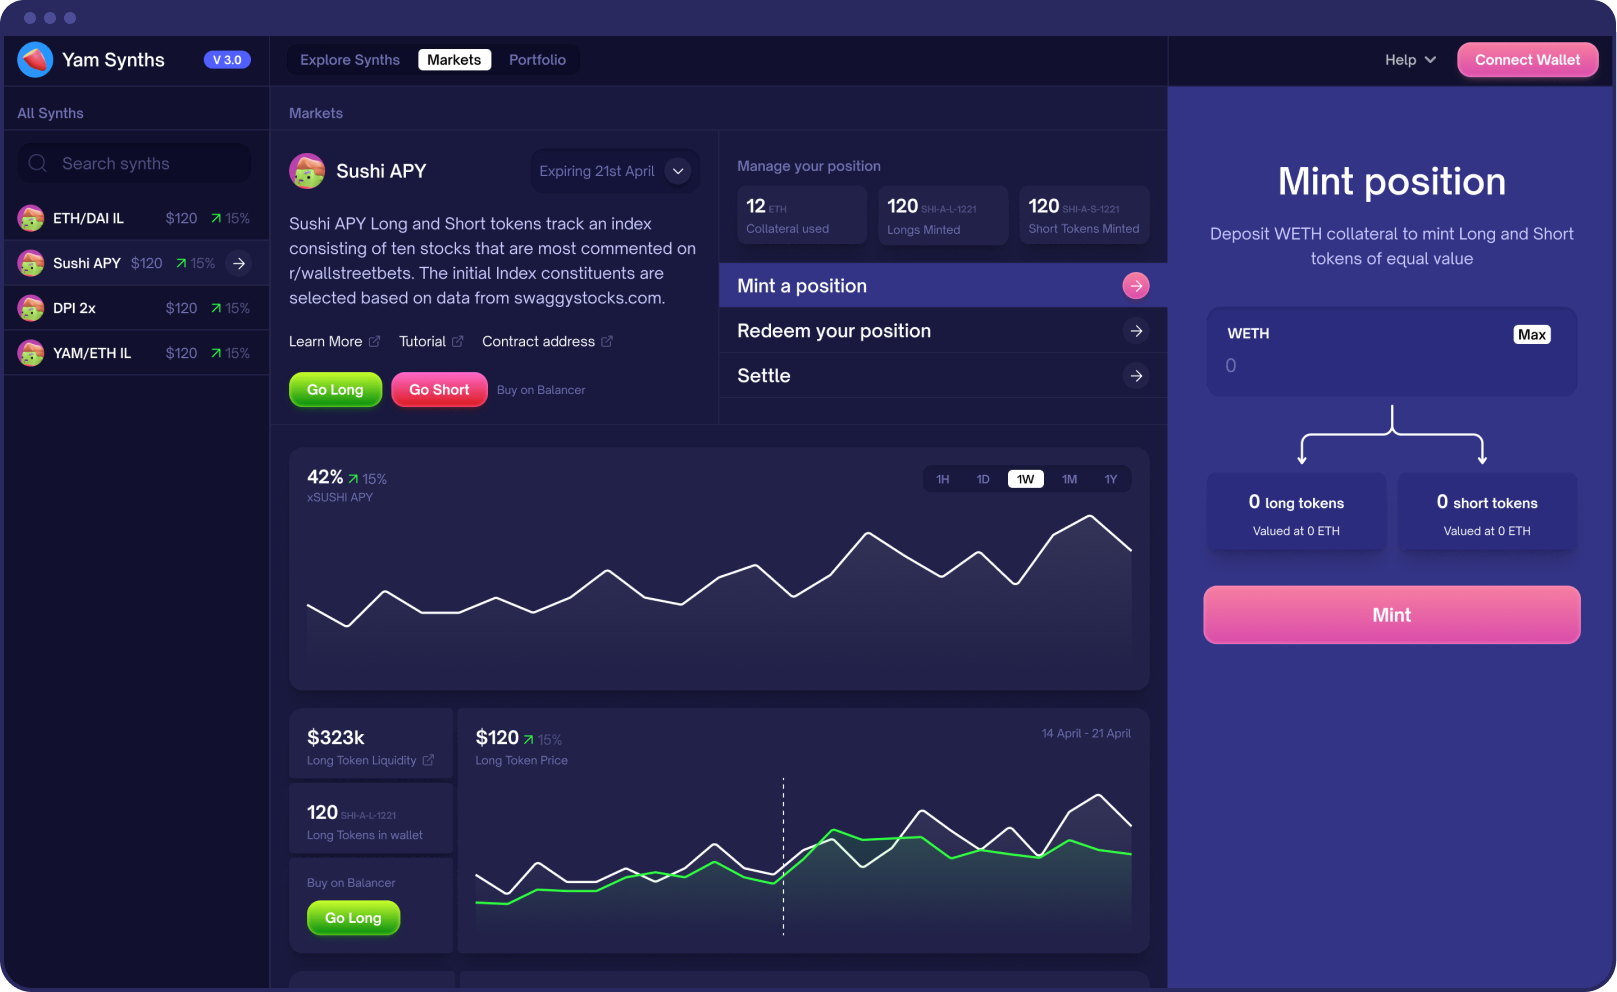 Yam Synths
V 3.0
Explore Synths
Markets
Portfolio
Help
Connect Wallet
All Synths
Search synths
ETH/DAI IL $120 15%
Sushi APY $120 15%
DPI 2x $120 15%
YAM/ETH IL $120 15%
Markets
Sushi APY
Expiring 21st April
Sushi APY Long and Short tokens track an index
consisting of ten stocks that are most commented on
r/wallstreetbets. The initial Index constituents are
selected based on data from swaggystocks.com.
Learn More
Tutorial
Contract address
Go Long
Go Short
Buy on Balancer
Manage your position
12 ETH
Collateral used
120 SHI-A-L-1221
Longs Minted
120 SHI-A-S-1221
Short Tokens Minted
Mint a position
Redeem your position
Settle
42% 15%
xSUSHI APY
1H 1D 1W 1M 1Y
$323k
Long Token Liquidity
120 SHI-A-L-1221
Long Tokens in wallet
Buy on Balancer
Go Long
$120 15%
Long Token Price
14 April - 21 April
Mint position
Deposit WETH collateral to mint Long and Short
tokens of equal value
WETH
Max
0
0 long tokens
Valued at 0 ETH
0 short tokens
Valued at 0 ETH
Mint